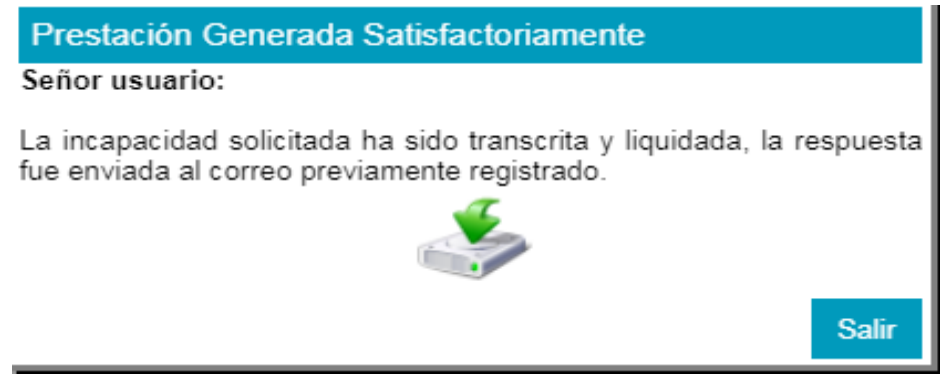 Prestación Generada Satisfactoriamente
Señor usuario:
La incapacidad solicitada ha sido transcrita y liquidada, la respuesta
fue enviada al correo previamente registrado.
Salir